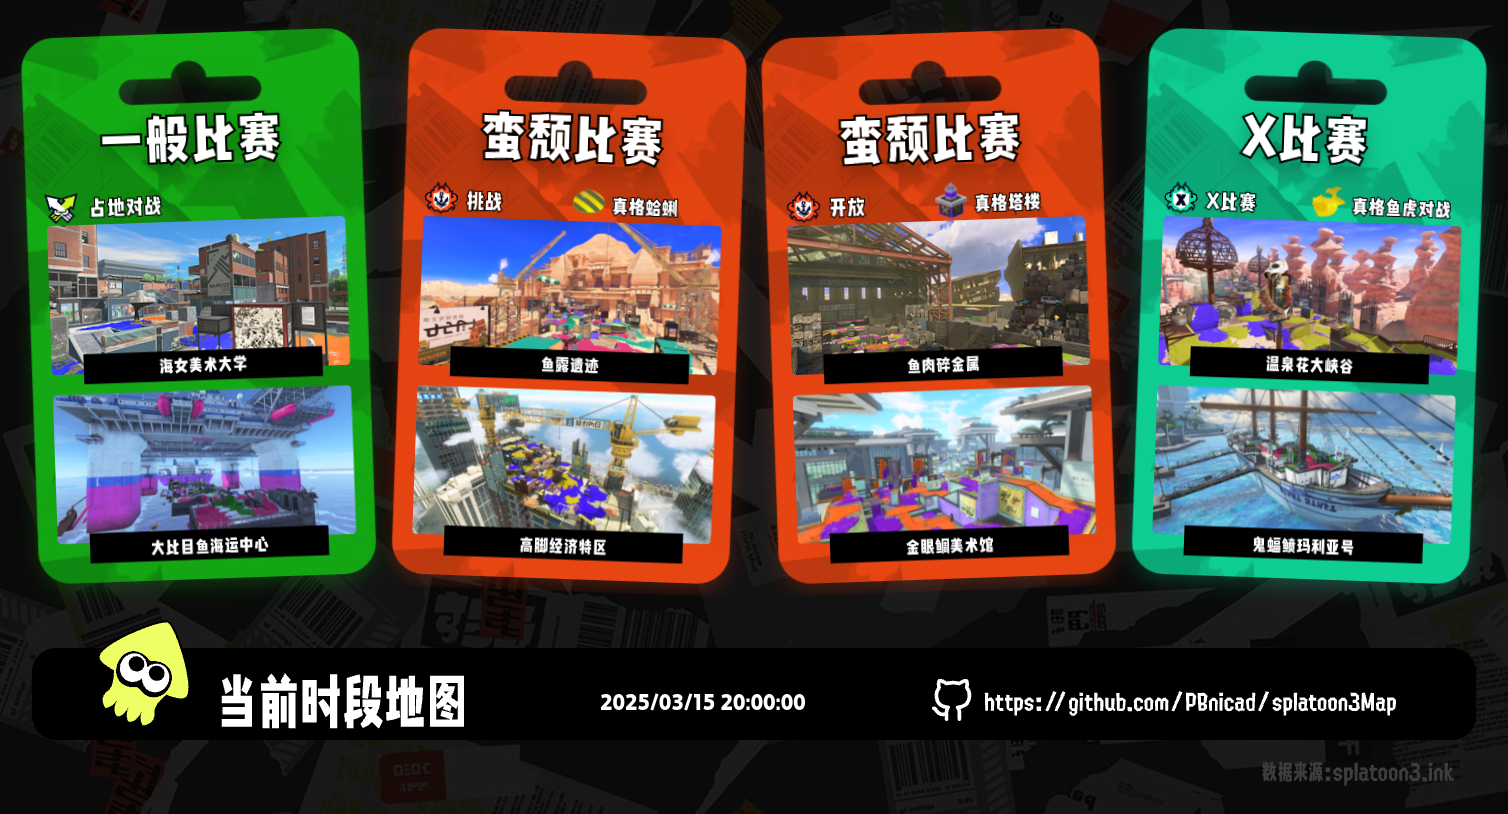 一般比赛
占地对战
海女美术大学
大比目鱼海运中心
蛮颓比赛
挑战
真格蛤蜊
鱼露遗迹
高脚经济特区
蛮颓比赛
开放
真格塔楼
鱼肉碎金属
金眼鲷美术馆
X比赛
X比赛
真格鱼虎对战
温泉花大峡谷
鬼蝠鲼玛利亚号
当前时段地图
2025/03/15 20:00:00
https://github.com/PBnicad/splatoon3Map
数据来源:splatoon3.ink